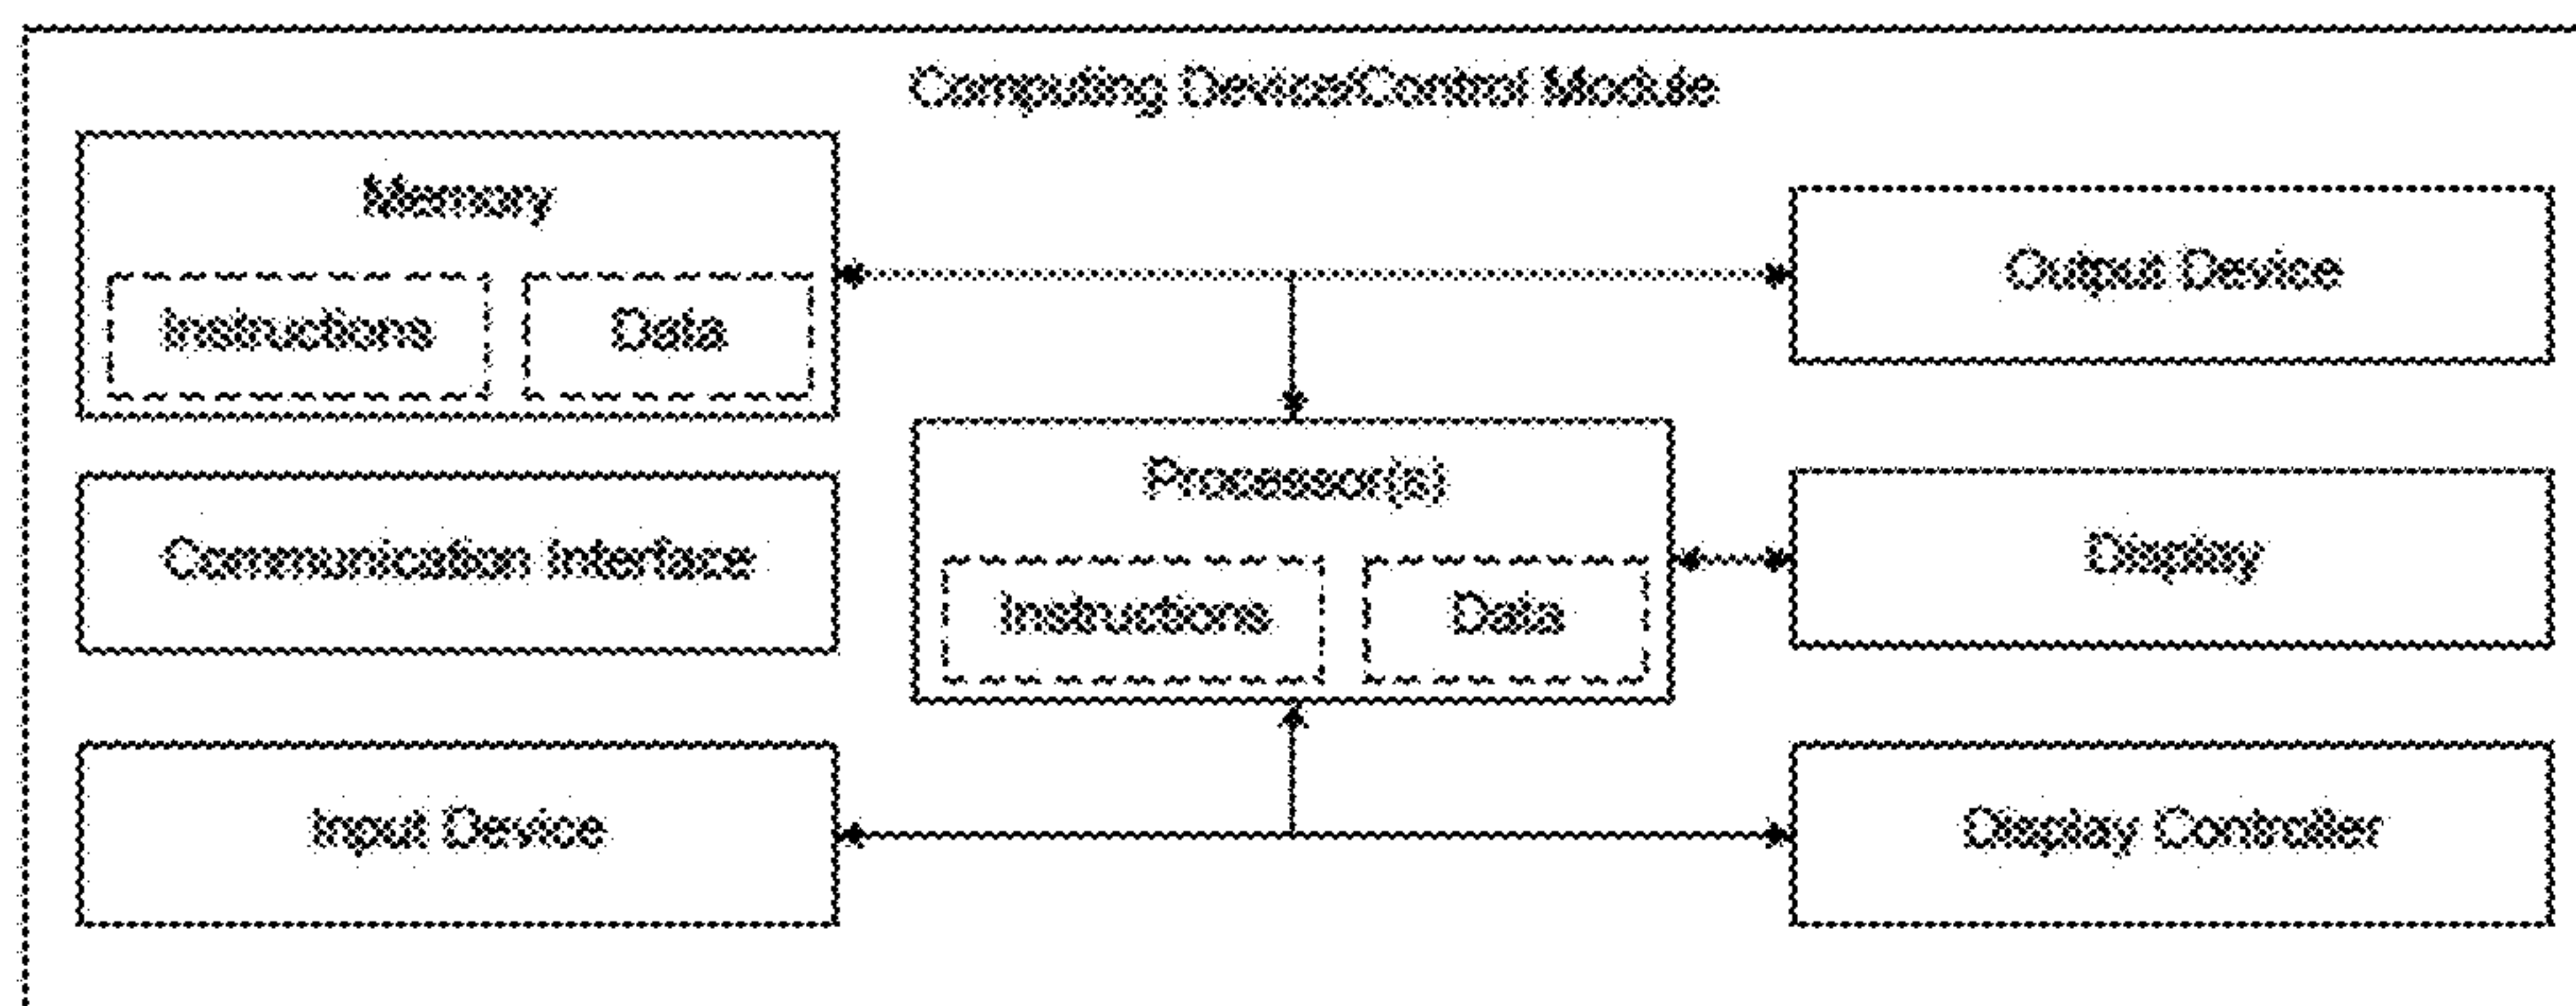 Computing Device/Control Module
Memory
Instructions
Data
Output Device
Processor(s)
Instructions
Data
Communication Interface
Display
Input Device
Display Controller